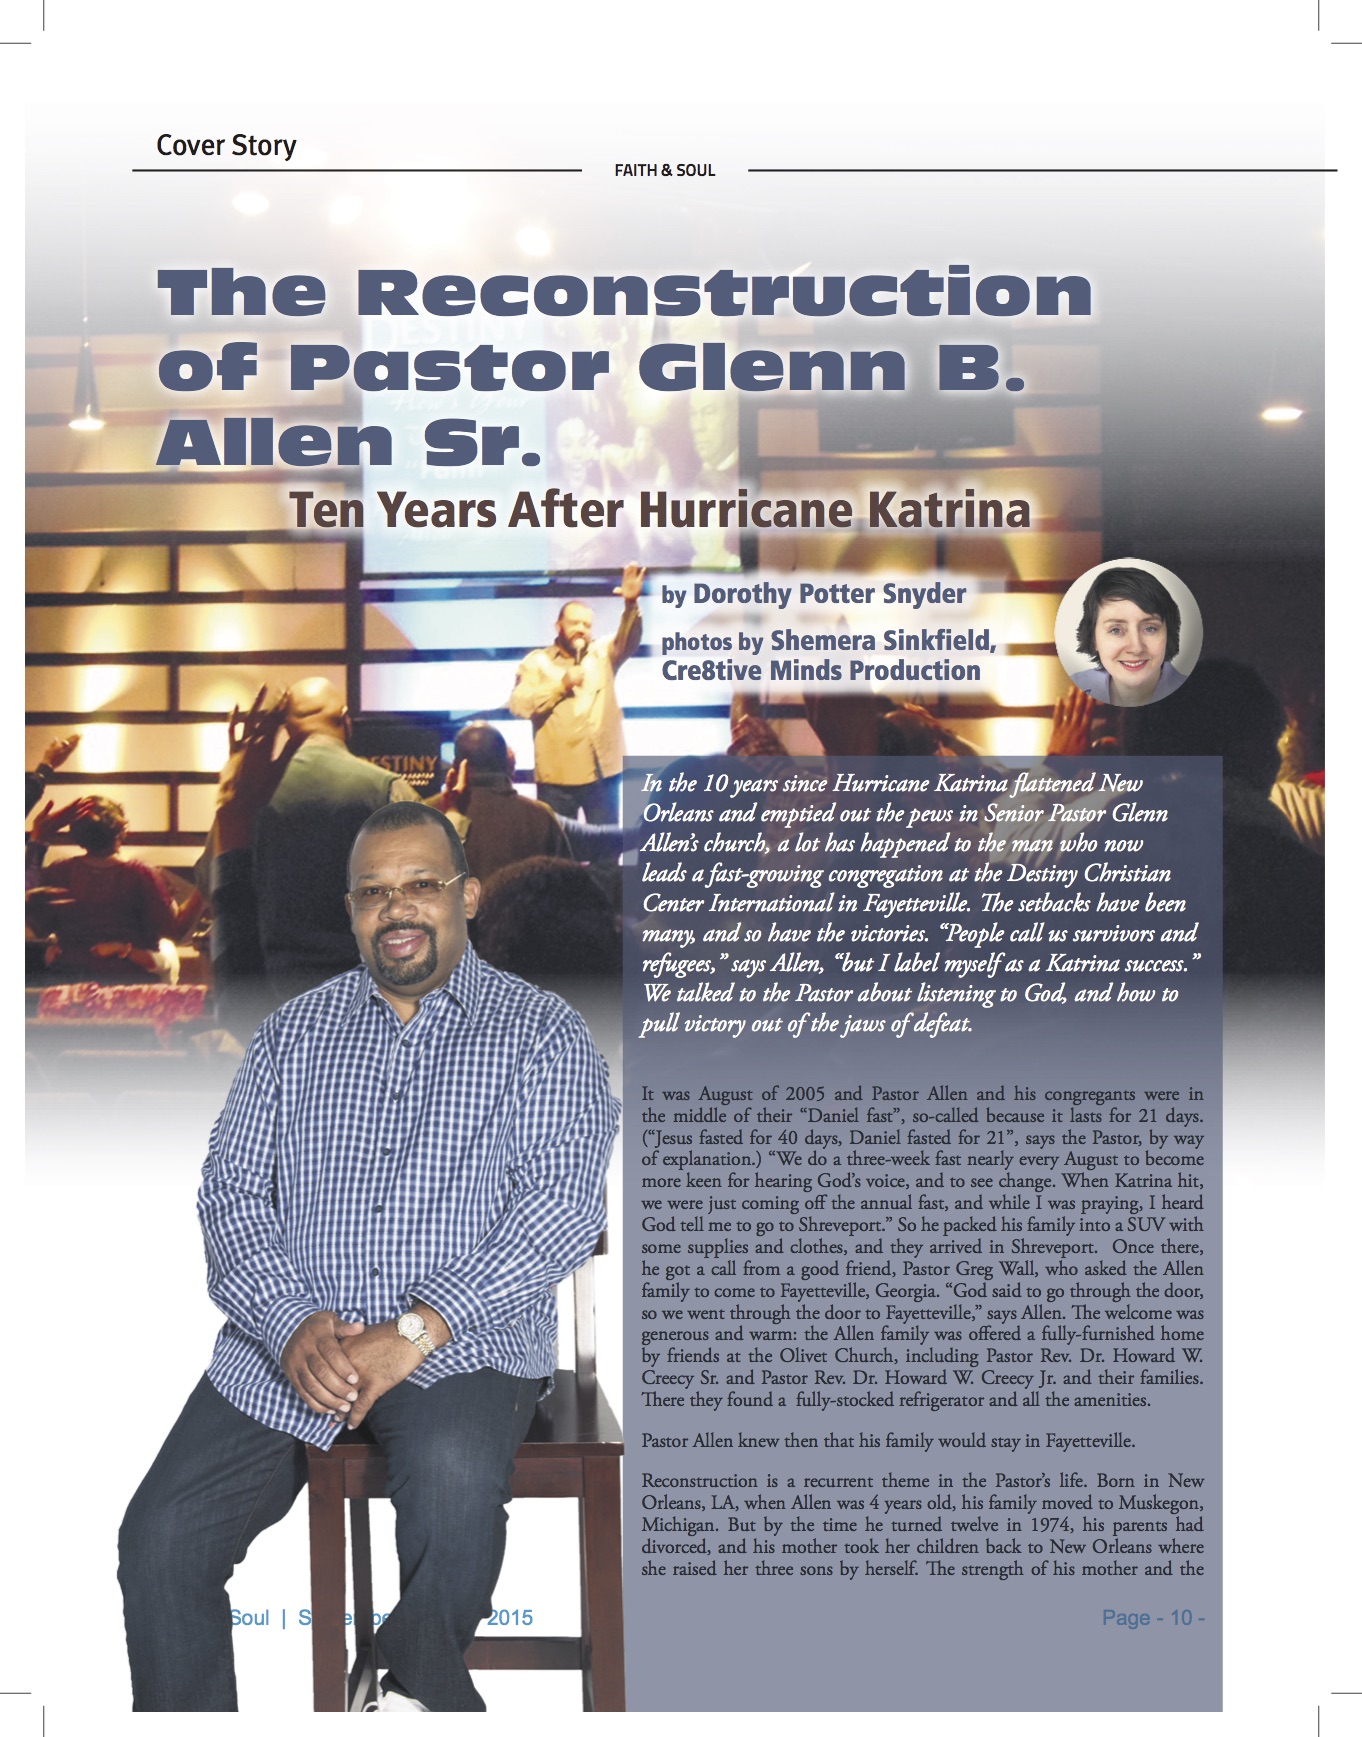 Cover Story
FAITH & SOUL
The Reconstruction
of Pastor Glenn B.
Allen Sr.
Ten Years After Hurricane Katrina
by Dorothy Potter Snyder
photos by Shemera Sinkfield,
Cre8tive Minds Production
DESTINY
ESTINY
In the 10 years since Hurricane Katrina flattened New
Orleans and emptied out the pews in Senior Pastor Glenn
Allen’s church, a lot has happened to the man who now
leads a fast-growing congregation at the Destiny Christian
Center International in Fayetteville. The setbacks have been
many, and so have the victories. “People call us survivors and
refugees,” says Allen, “but I label myself as a Katrina success.”
We talked to the Pastor about listening to God, and how to
pull victory out of the jaws of defeat.
It was August of 2005 and Pastor Allen and his congregants were in
the middle of their “Daniel fast”, so-called because it lasts for 21 days.
(“Jesus fasted for 40 days, Daniel fasted for 21”, says the Pastor, by way
of explanation.) “We do a three-week fast nearly every August to become
more keen for hearing God’s voice, and to see change. When Katrina hit,
we were just coming off the annual fast, and while I was praying, I heard
God tell me to go to Shreveport.” So he packed his family into a SUV with
some supplies and clothes, and they arrived in Shreveport. Once there,
he got a call from a good friend, Pastor Greg Wall, who asked the Allen
family to come to Fayetteville, Georgia. “God said to go through the door,
so we went through the door to Fayetteville,” says Allen. The welcome was
generous and warm: the Allen family was offered a fully-furnished home
by friends at the Olivet Church, including Pastor Rev. Dr. Howard W.
Creecy Sr. and Pastor Rev. Dr. Howard W. Creecy Jr. and their families.
There they found a fully-stocked refrigerator and all the amenities.
Pastor Allen knew then that his family would stay in Fayetteville.
Reconstruction is a recurrent theme in the Pastor’s life. Born in New
Orleans, LA, when Allen was 4 years old, his family moved to Muskegon,
Michigan. But by the time he turned twelve in 1974, his parents had
divorced, and his mother took her children back to New Orleans where
she raised her three sons by herself. The strength of his mother and the
Soul | 2015
Page - 10 -